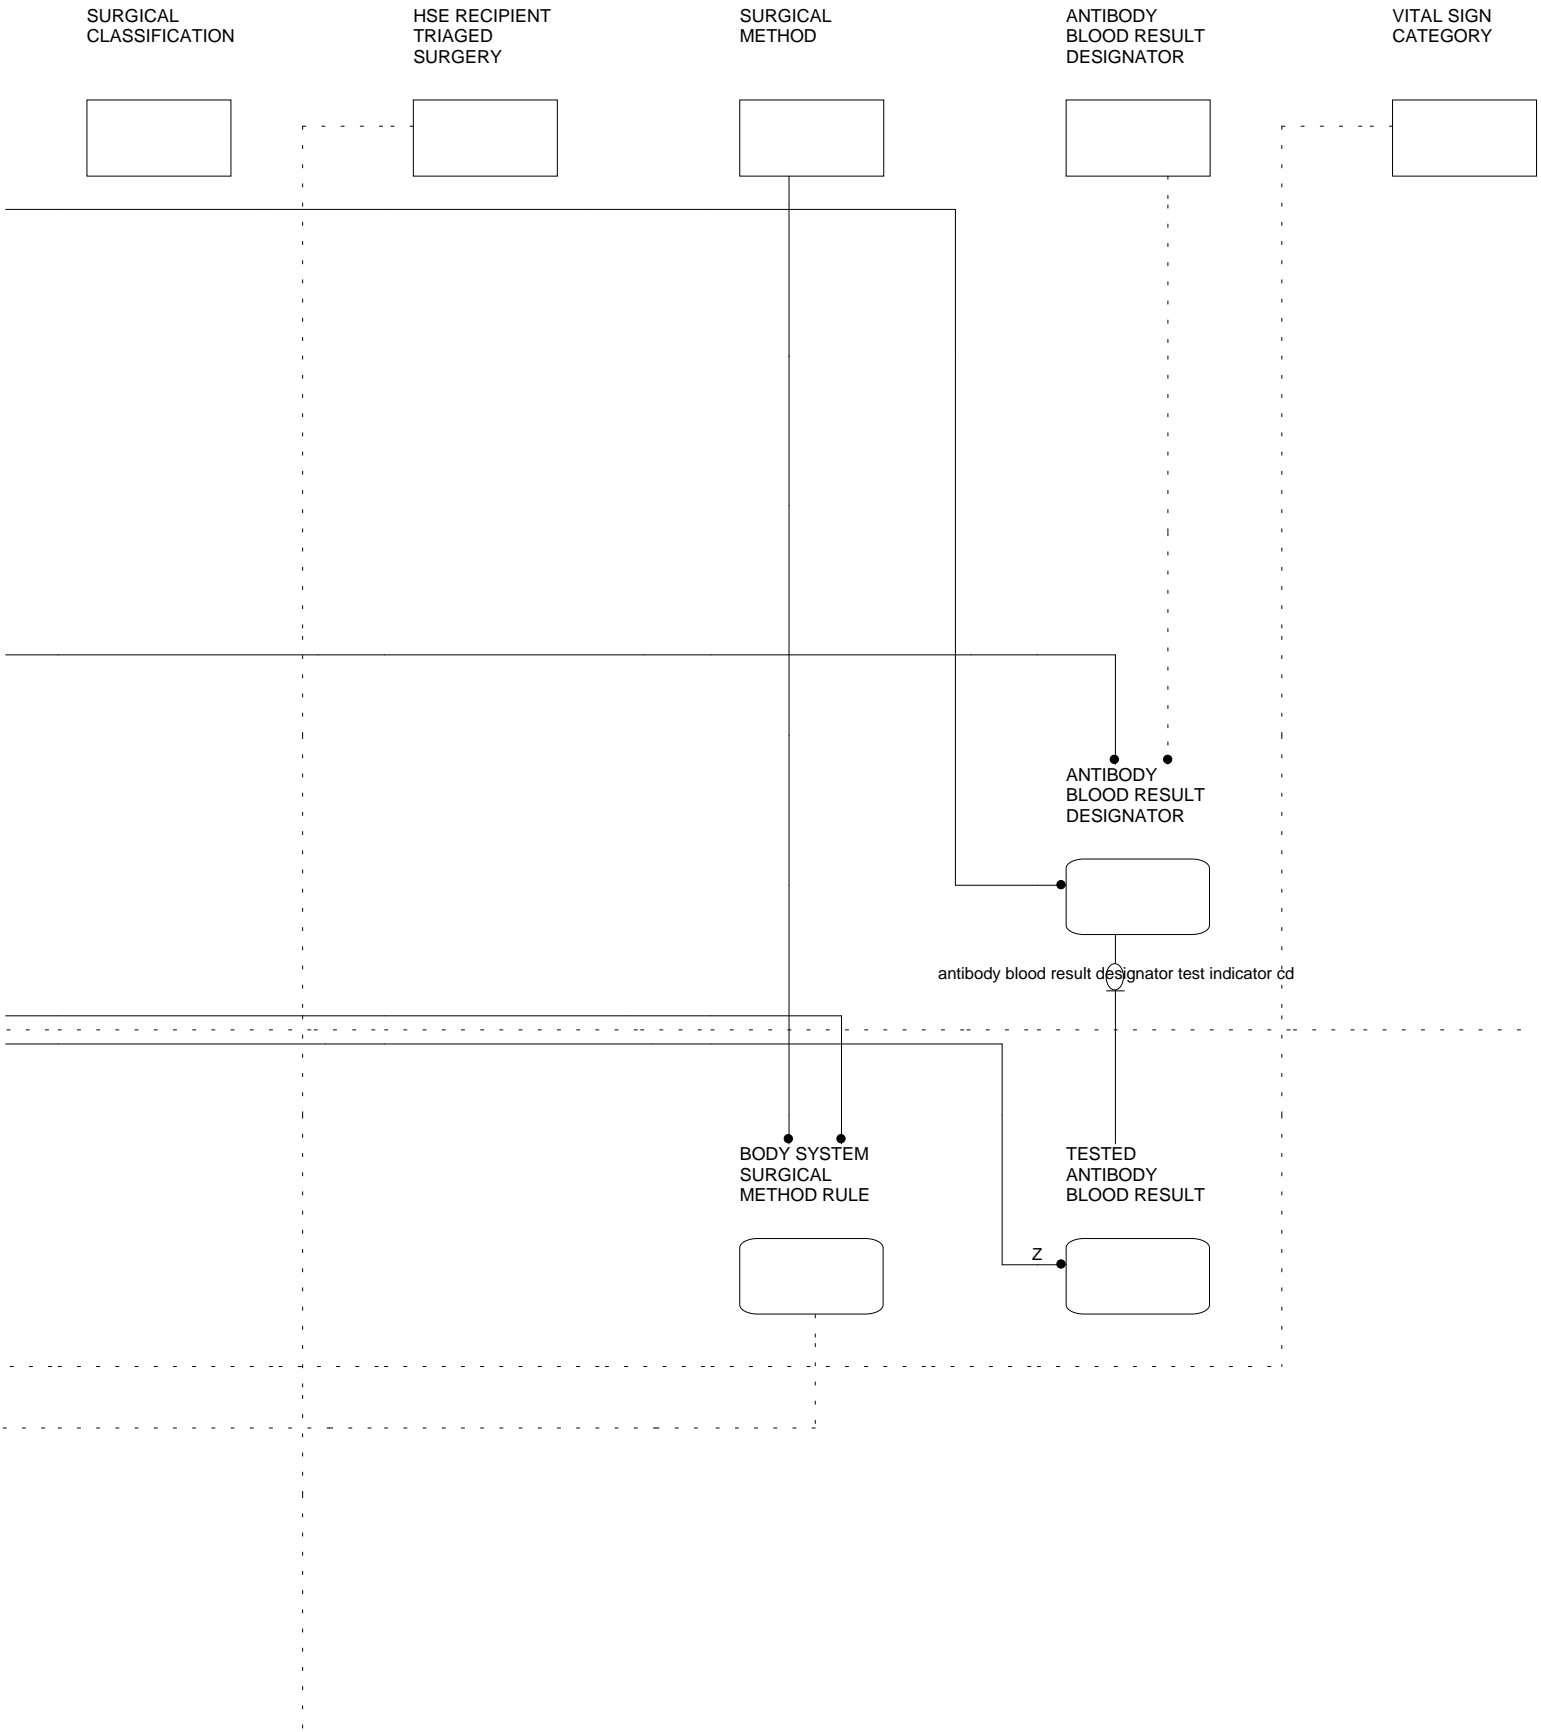 SURGICAL
CLASSIFICATION
HSE RECIPIENT
TRIAGED
SURGERY
SURGICAL
METHOD
ANTIBODY
BLOOD RESULT
DESIGNATOR
VITAL SIGN
CATEGORY
ANTIBODY
BLOOD RESULT
DESIGNATOR
antibody blood result designator test indicator cd
BODY SYSTEM
SURGICAL
METHOD RULE
TESTED
ANTIBODY
BLOOD RESULT
Z